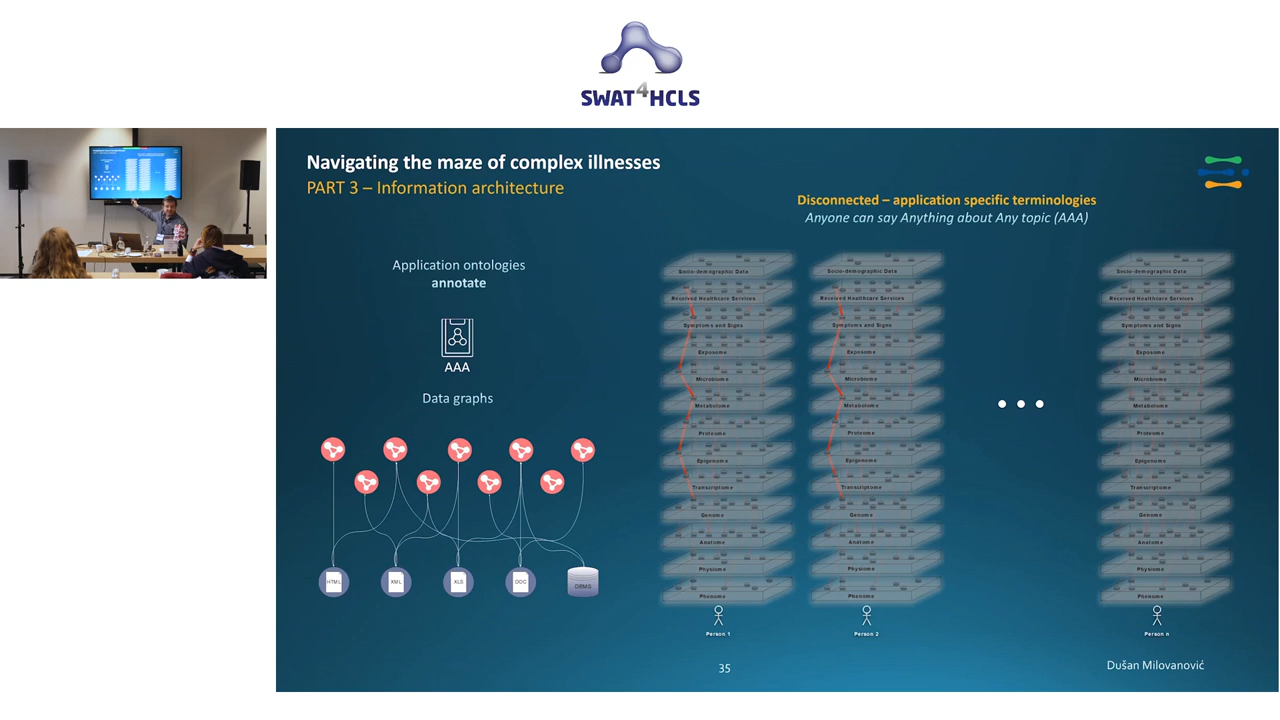 SWAT4HCLS
Navigating the maze of complex illnesses
PART 3 – Information architecture
Disconnected – application specific terminologies
Anyone can say Anything about Any topic (AAA)
Application ontologies
annotate
AAA
Data graphs
HTML
XML
XLS
DOC
DBMS
Socio-demographic Data
Received Healthcare Services
Symptoms and Signs
Exposome
Microbiome
Metabolome
Proteome
Epigenome
Transcriptome
Genome
Anatome
Physiome
Phenome
Person 1
Socio-demographic Data
Received Healthcare Services
Symptoms and Signs
Exposome
Microbiome
Metabolome
Proteome
Epigenome
Transcriptome
Genome
Anatome
Physiome
Phenome
Person 2
Socio-demographic Data
Received Healthcare Services
Symptoms and Signs
Exposome
Microbiome
Metabolome
Proteome
Epigenome
Transcriptome
Genome
Anatome
Physiome
Phenome
Person n
35
Dušan Milovanović